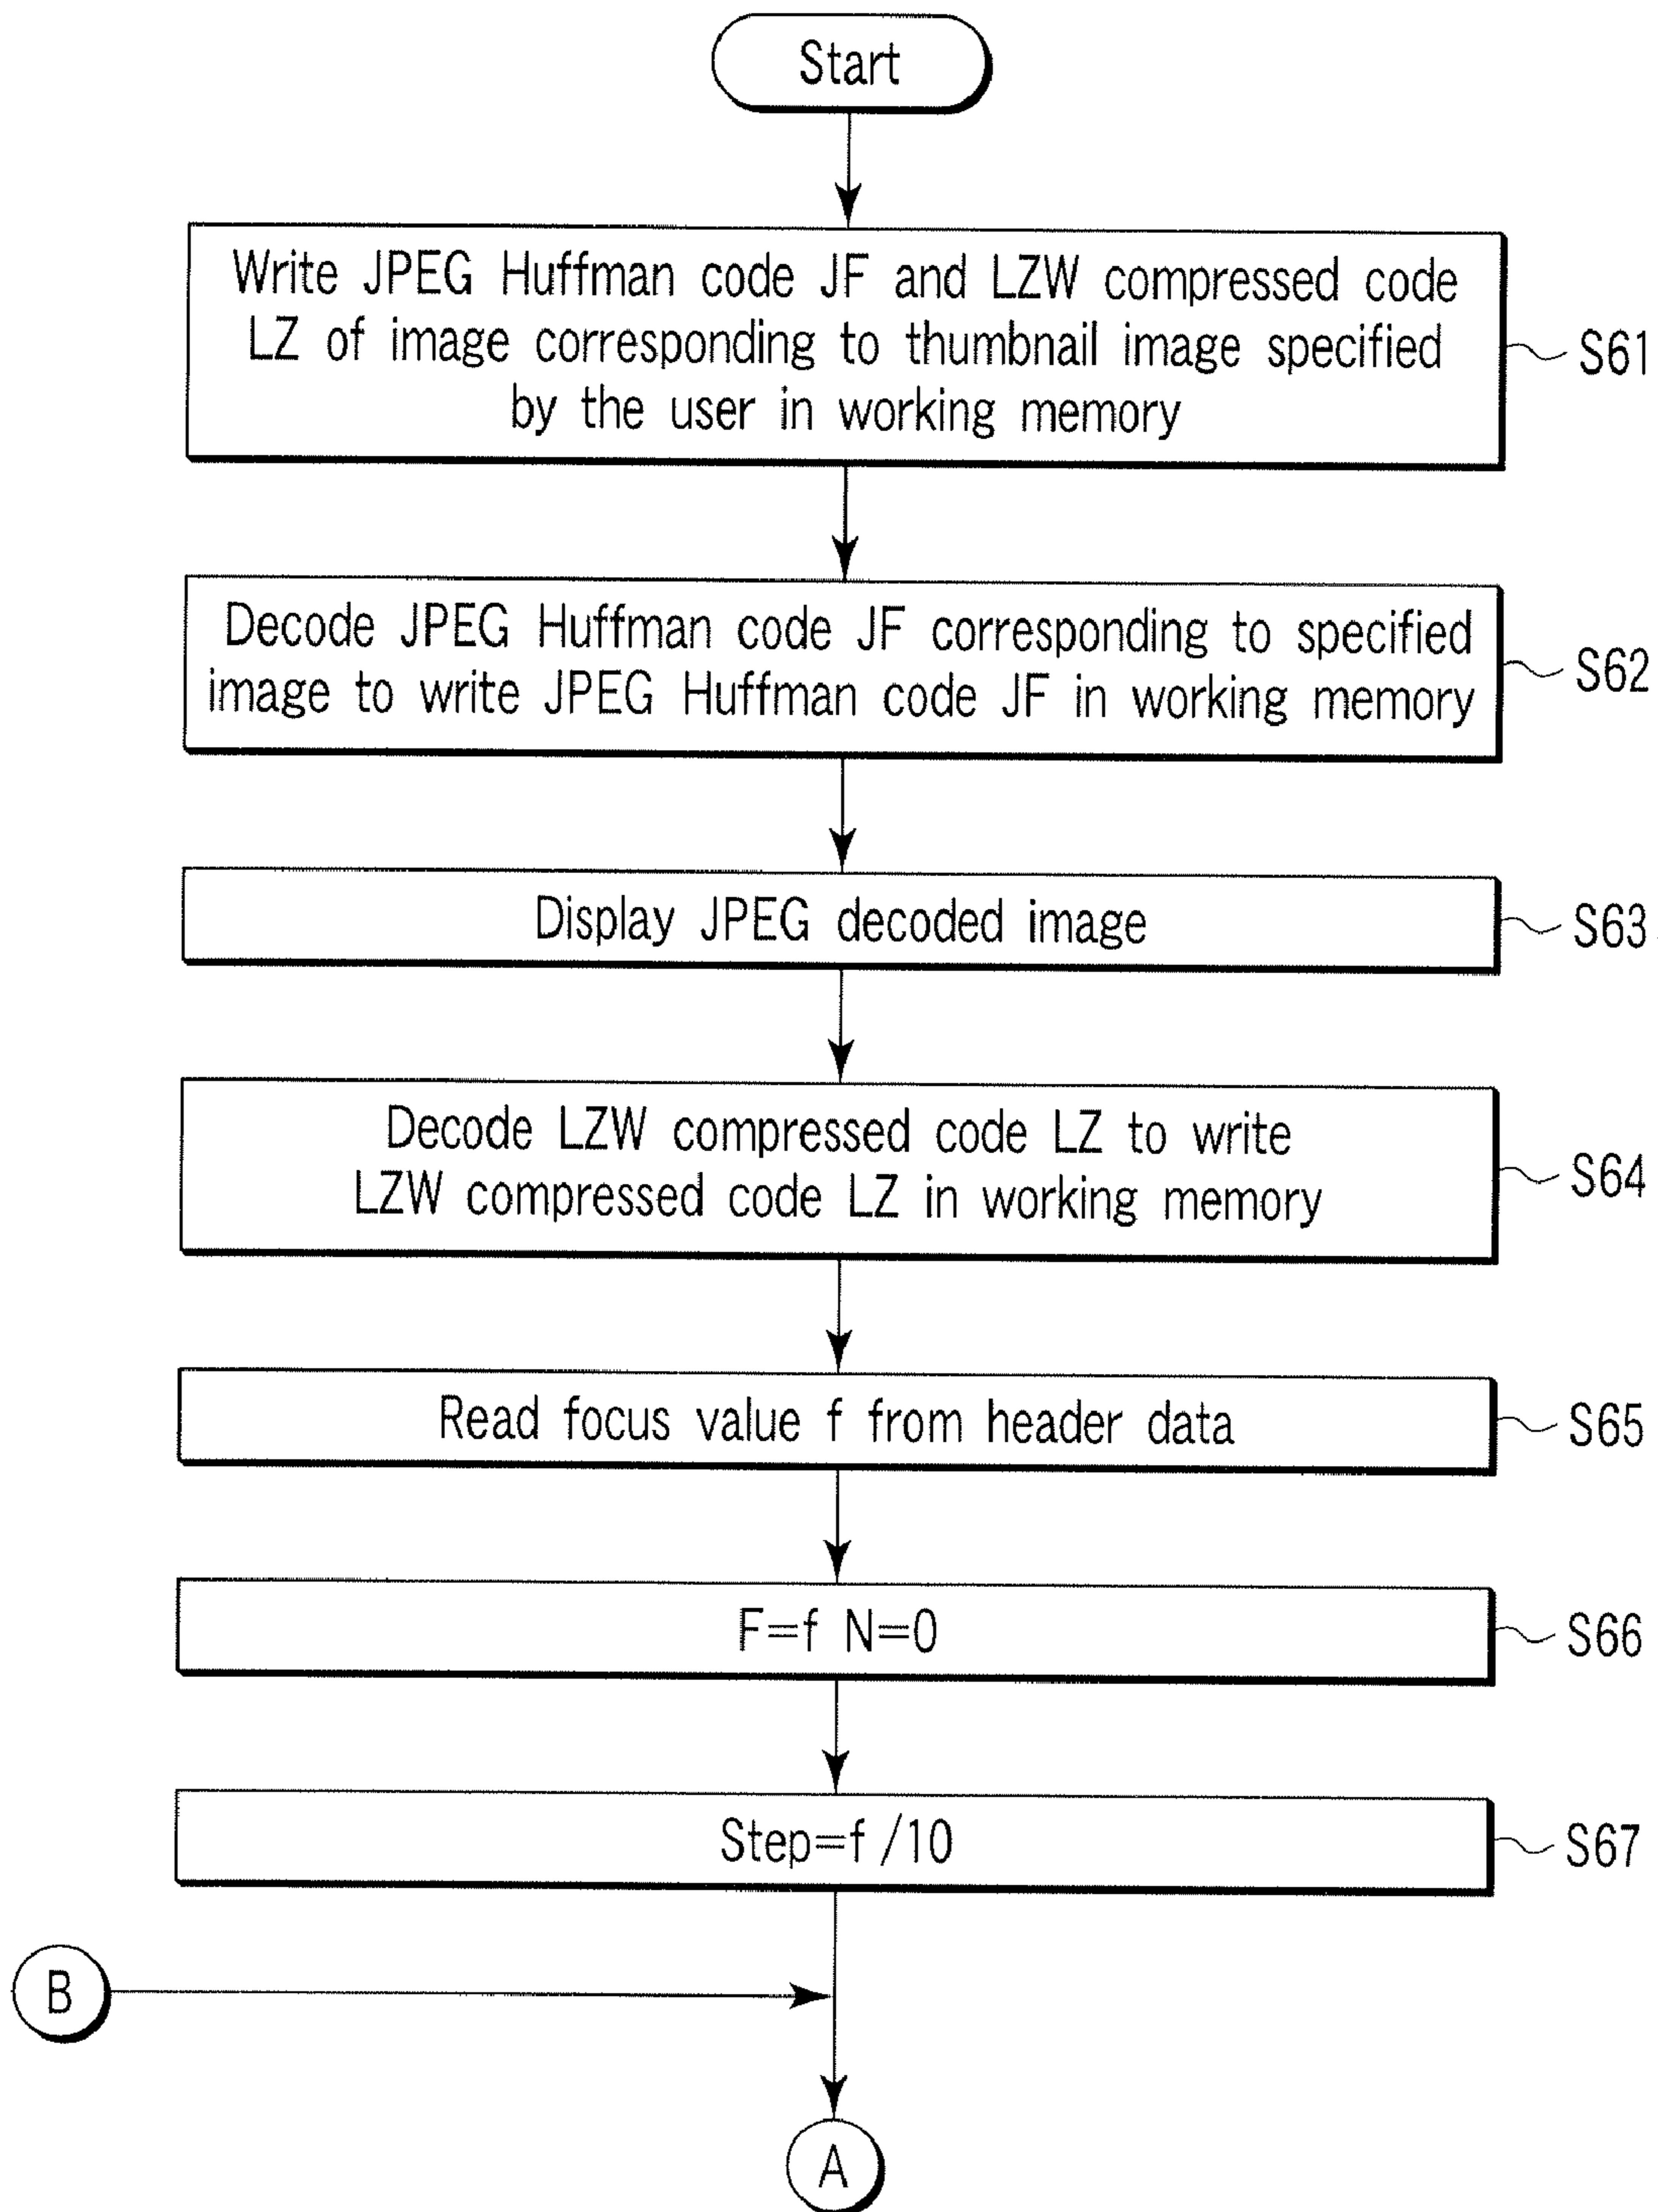 Start
Write JPEG Huffman code JF and LZW compressed code
LZ of image corresponding to thumbnail image specified
by the user in working memory
S61
Decode JPEG Huffman code JF corresponding to specified
image to write JPEG Huffman code JF in working memory
S62
Display JPEG decoded image
S63
Decode LZW compressed code LZ to write
LZW compressed code LZ in working memory
S64
Read focus value f from header data
S65
F=f N=0
S66
Step=f /10
S67
B
A